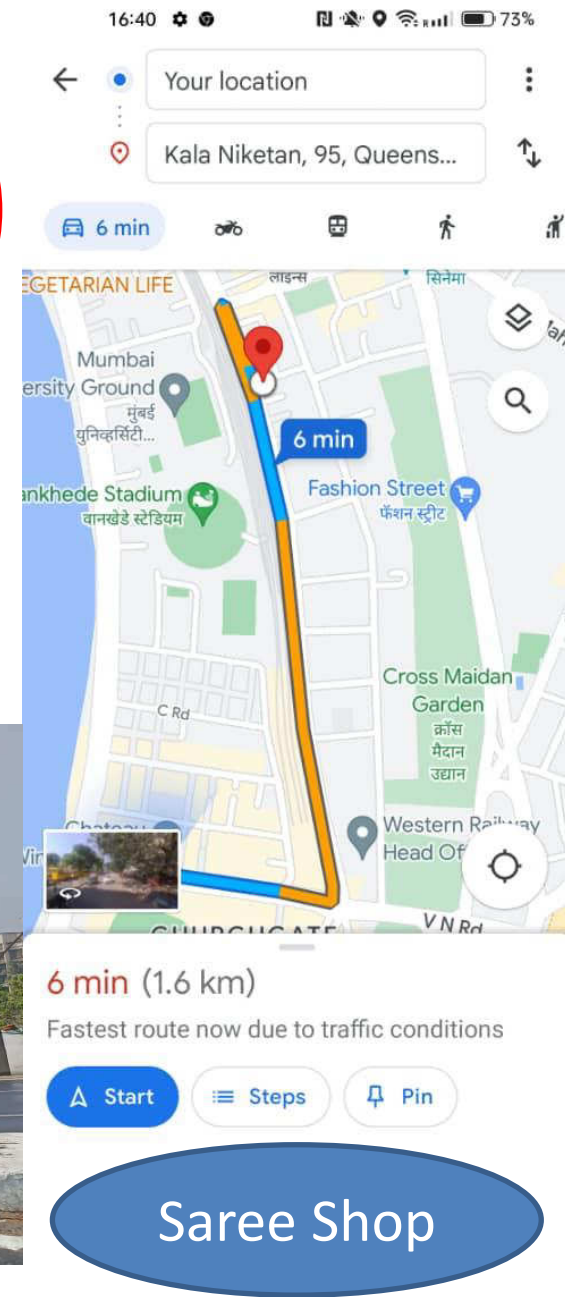 16:40
73%
Your location
Kala Niketan, 95, Queens...
6 min
EGETARIAN LIFE
लाइन्स
सिनेमा
Mumbai
ersity Ground
मुंबई
युनिव्हर्सिटी...
6 min
ankhede Stadium
वानखेडे स्टेडियम
Fashion Street
फॅशन स्ट्रीट
Cross Maidan
Garden
क्रॉस
मैदान
उद्यान
C Rd
Western Railway
Head Of
V N Rd
6 min (1.6 km)
Fastest route now due to traffic conditions
Start
Steps
Pin
Saree Shop